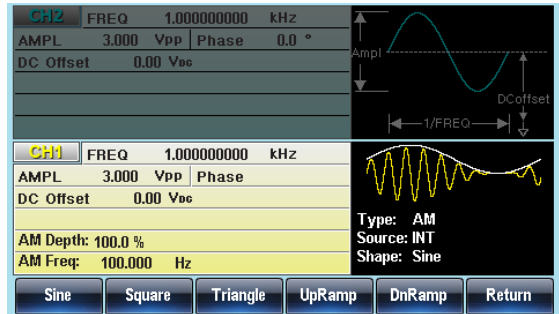 CH2 FREQ 1.000000000 kHz
AMPL 3.000 Vpp Phase 0.0 °
DC Offset 0.00 VDC
Ampl
DCoffset
1/FREQ
CH1 FREQ 1.000000000 kHz
AMPL 3.000 Vpp Phase
DC Offset 0.00 VDC
AM Depth: 100.0 %
AM Freq: 100.000 Hz
Type: AM
Source: INT
Shape: Sine
Sine Square Triangle UpRamp DnRamp Return